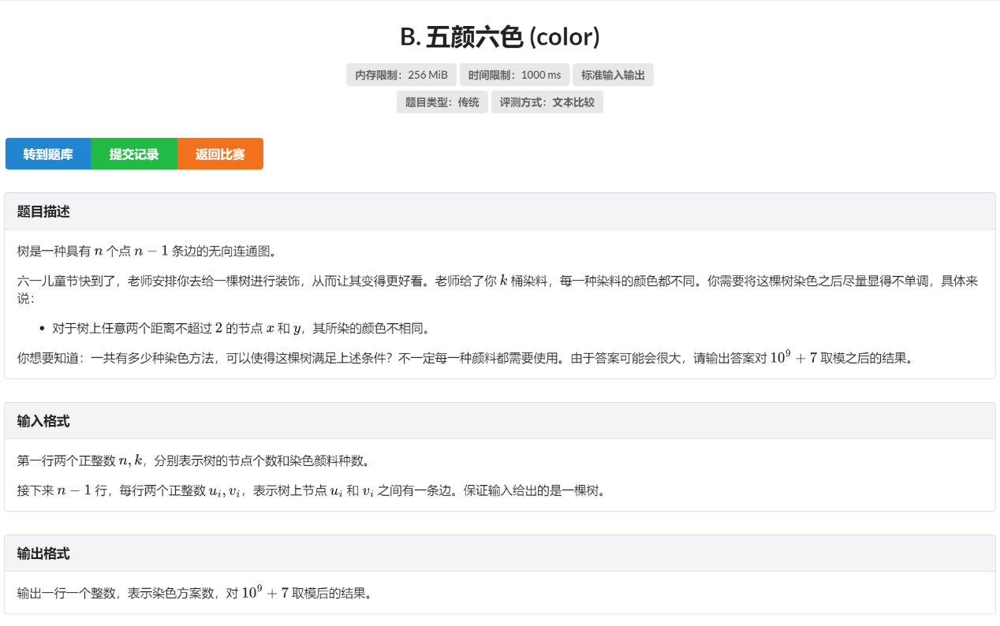 B. 五颜六色 (color)
内存限制：256 MiB 时间限制：1000 ms 标准输入输出
题目类型：传统 评测方式：文本比较
转到题库 提交记录 返回比赛
题目描述
树是一种具有 n 个点 n − 1 条边的无向连通图。
六一儿童节快到了，老师安排你去给一棵树进行装饰，从而让其变得更好看。老师给了你 k 桶染料，每一种染料的颜色都不同。你需要将这棵树染色之后尽量显得不单调，具体来
说：
• 对于树上任意两个距离不超过 2 的节点 x 和 y，其所染的颜色不相同。
你想要知道：一共有多少种染色方法，可以使得这棵树满足上述条件？不一定每一种颜料都需要使用。由于答案可能会很大，请输出答案对 10⁹ + 7 取模之后的结果。
输入格式
第一行两个正整数 n, k，分别表示树的节点个数和染色颜料种数。
接下来 n − 1 行，每行两个正整数 uᵢ, vᵢ，表示树上节点 uᵢ 和 vᵢ 之间有一条边。保证输入给出的是一棵树。
输出格式
输出一行一个整数，表示染色方案数，对 10⁹ + 7 取模后的结果。